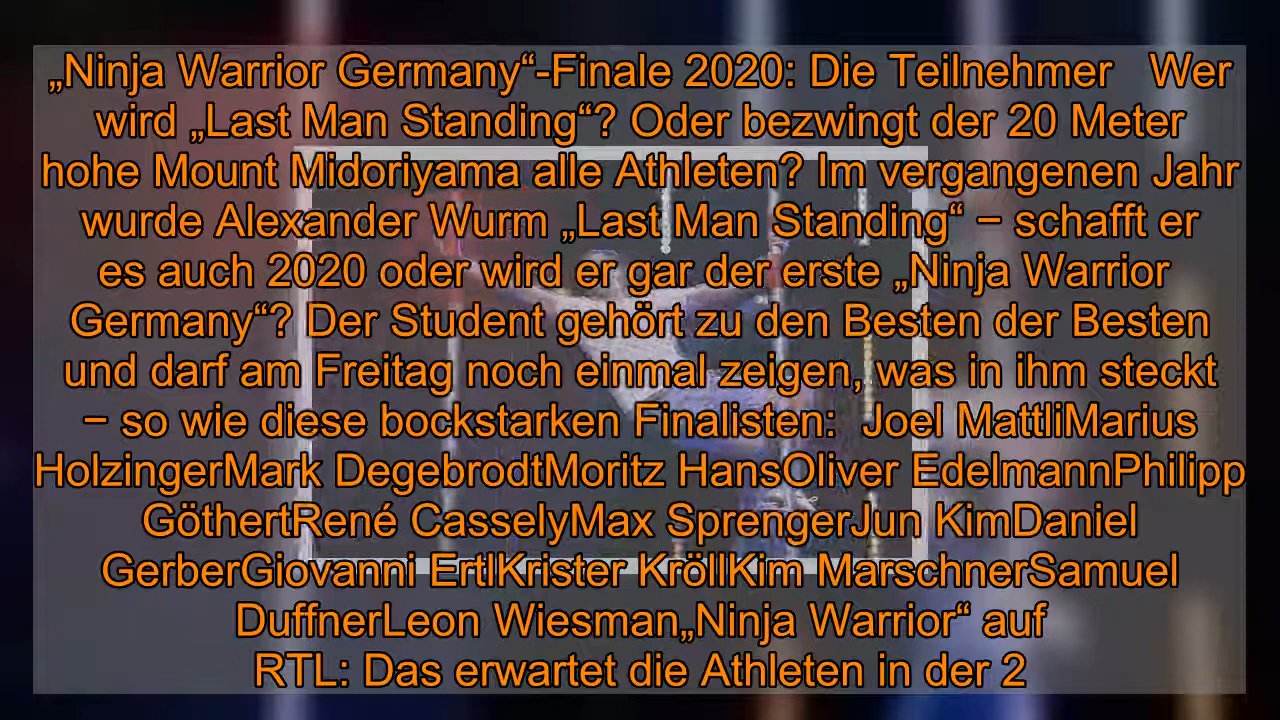 „Ninja Warrior Germany“-Finale 2020: Die Teilnehmer   Wer
wird „Last Man Standing“? Oder bezwingt der 20 Meter
hohe Mount Midoriyama alle Athleten? Im vergangenen Jahr
wurde Alexander Wurm „Last Man Standing“ – schafft er
es auch 2020 oder wird er gar der erste „Ninja Warrior
Germany“? Der Student gehört zu den Besten der Besten
und darf am Freitag noch einmal zeigen, was in ihm steckt
– so wie diese bockstarken Finalisten:  Joel MattliMarius
HolzingerMark DegebrodtMoritz HansOliver EdelmannPhilipp
GöthertRené CasselyMax SprengerJun KimDaniel
GerberGiovanni ErtlKrister KröllKim MarschnerSamuel
DuffnerLeon Wiesman„Ninja Warrior“ auf
RTL: Das erwartet die Athleten in der 2